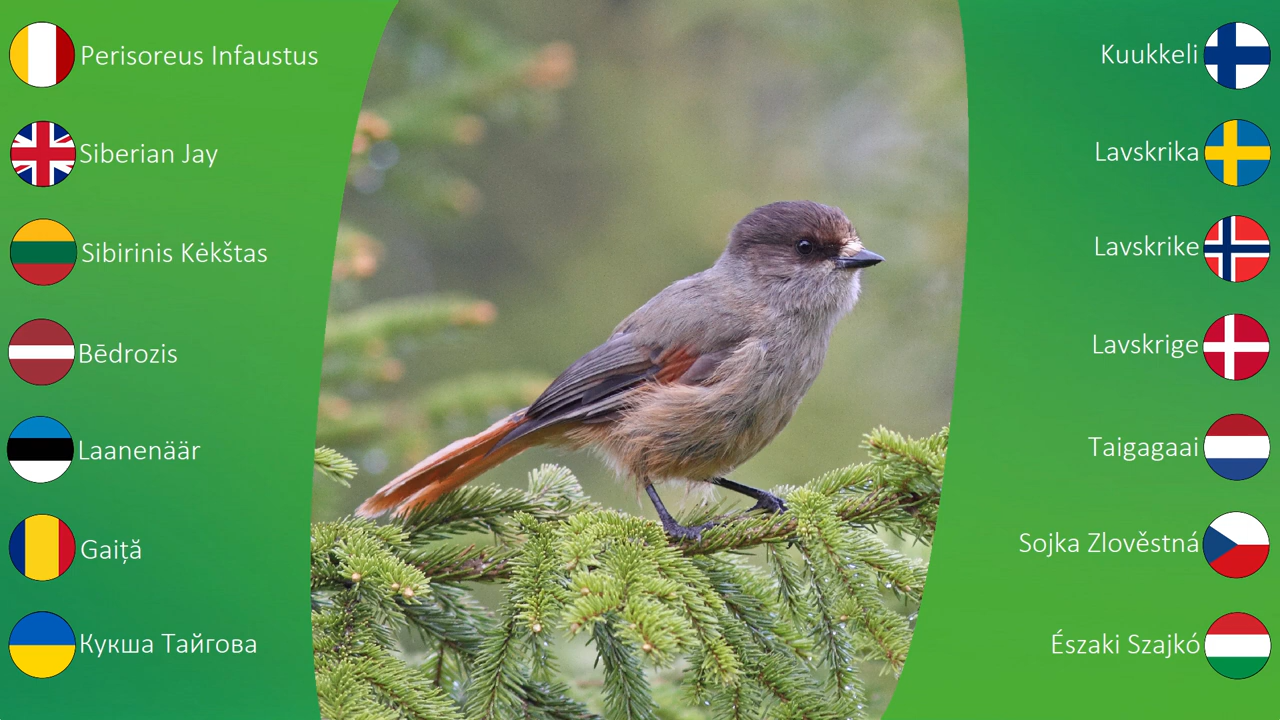 Perisoreus Infaustus
Siberian Jay
Sibirinis Kėkštas
Bēdrozis
Laanenäär
Gaiță
Кукша Тайгова
Kuukkeli
Lavskrika
Lavskrike
Lavskrige
Taigagaai
Sojka Zlověstná
Északi Szajkó